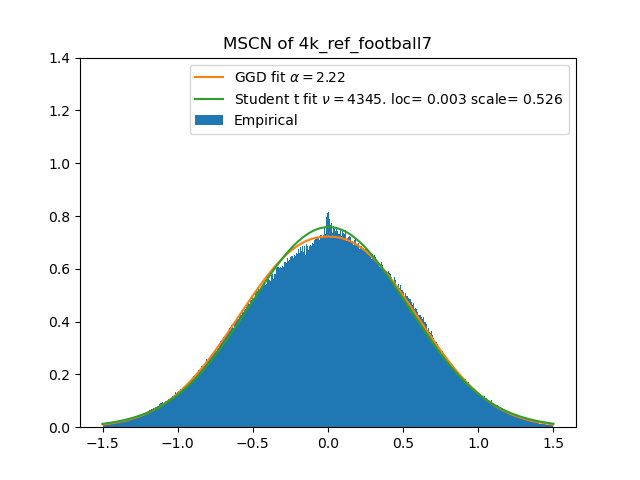 MSCN of 4k_ref_football7
GGD fit α = 2.22
Student t fit ν = 4345. loc= 0.003 scale= 0.526
Empirical
1.4
1.2
1.0
0.8
0.6
0.4
0.2
0.0
−1.5 −1.0 −0.5 0.0 0.5 1.0 1.5